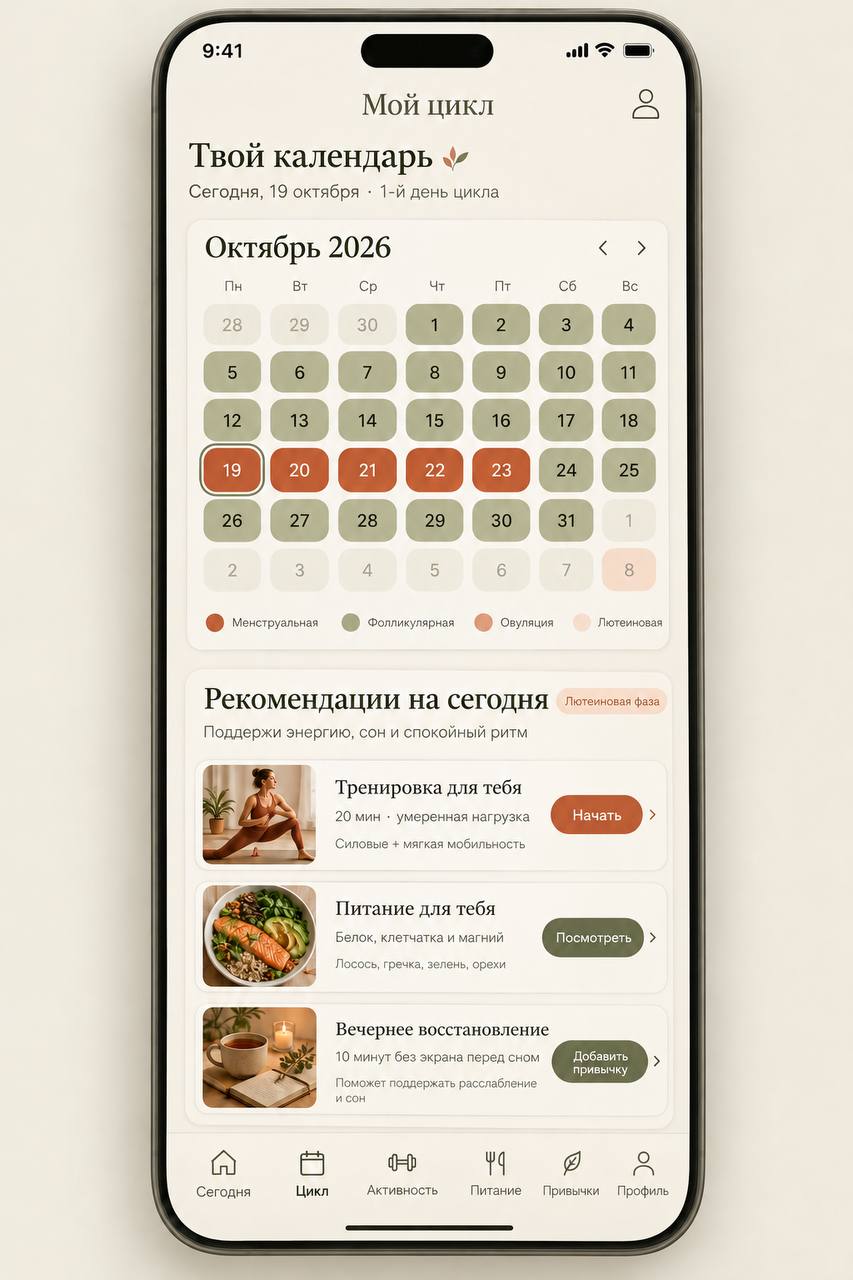 9:41
Мой цикл
Твой календарь
Сегодня, 19 октября · 1-й день цикла
Октябрь 2026
Пн Вт Ср Чт Пт Сб Вс
28 29 30 1 2 3 4
5 6 7 8 9 10 11
12 13 14 15 16 17 18
19 20 21 22 23 24 25
26 27 28 29 30 31 1
2 3 4 5 6 7 8
Менструальная Фолликулярная Овуляция Лютеиновая
Рекомендации на сегодня Лютеиновая фаза
Поддержи энергию, сон и спокойный ритм
Тренировка для тебя
20 мин · умеренная нагрузка
Силовые + мягкая мобильность
Начать
Питание для тебя
Белок, клетчатка и магний
Лосось, гречка, зелень, орехи
Посмотреть
Вечернее восстановление
10 минут без экрана перед сном
Поможет поддержать расслабление
и сон
Добавить
привычку
Сегодня Цикл Активность Питание Привычки Профиль